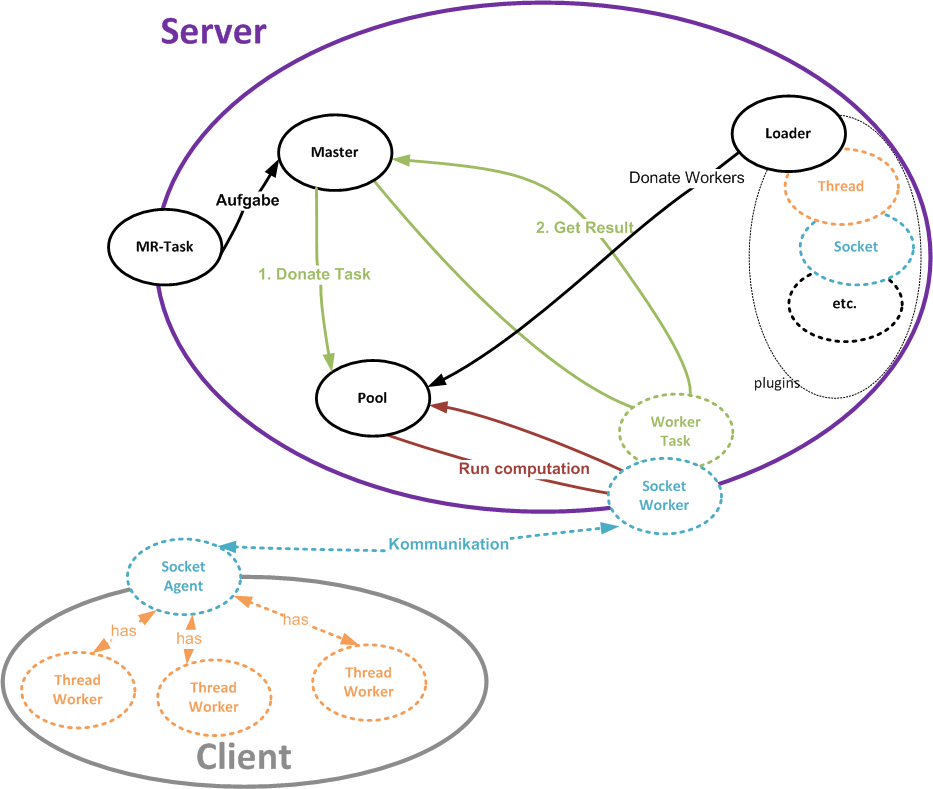 Server
Loader
Master
Thread
Donate Workers
Aufgabe
2. Get Result
MR-Task
Socket
1. Donate Task
etc.
plugins
Pool
Worker
Task
Run computation
Socket
Worker
Kommunikation
Socket
Agent
has
has
has
Thread
Worker
Thread
Worker
Thread
Worker
Client